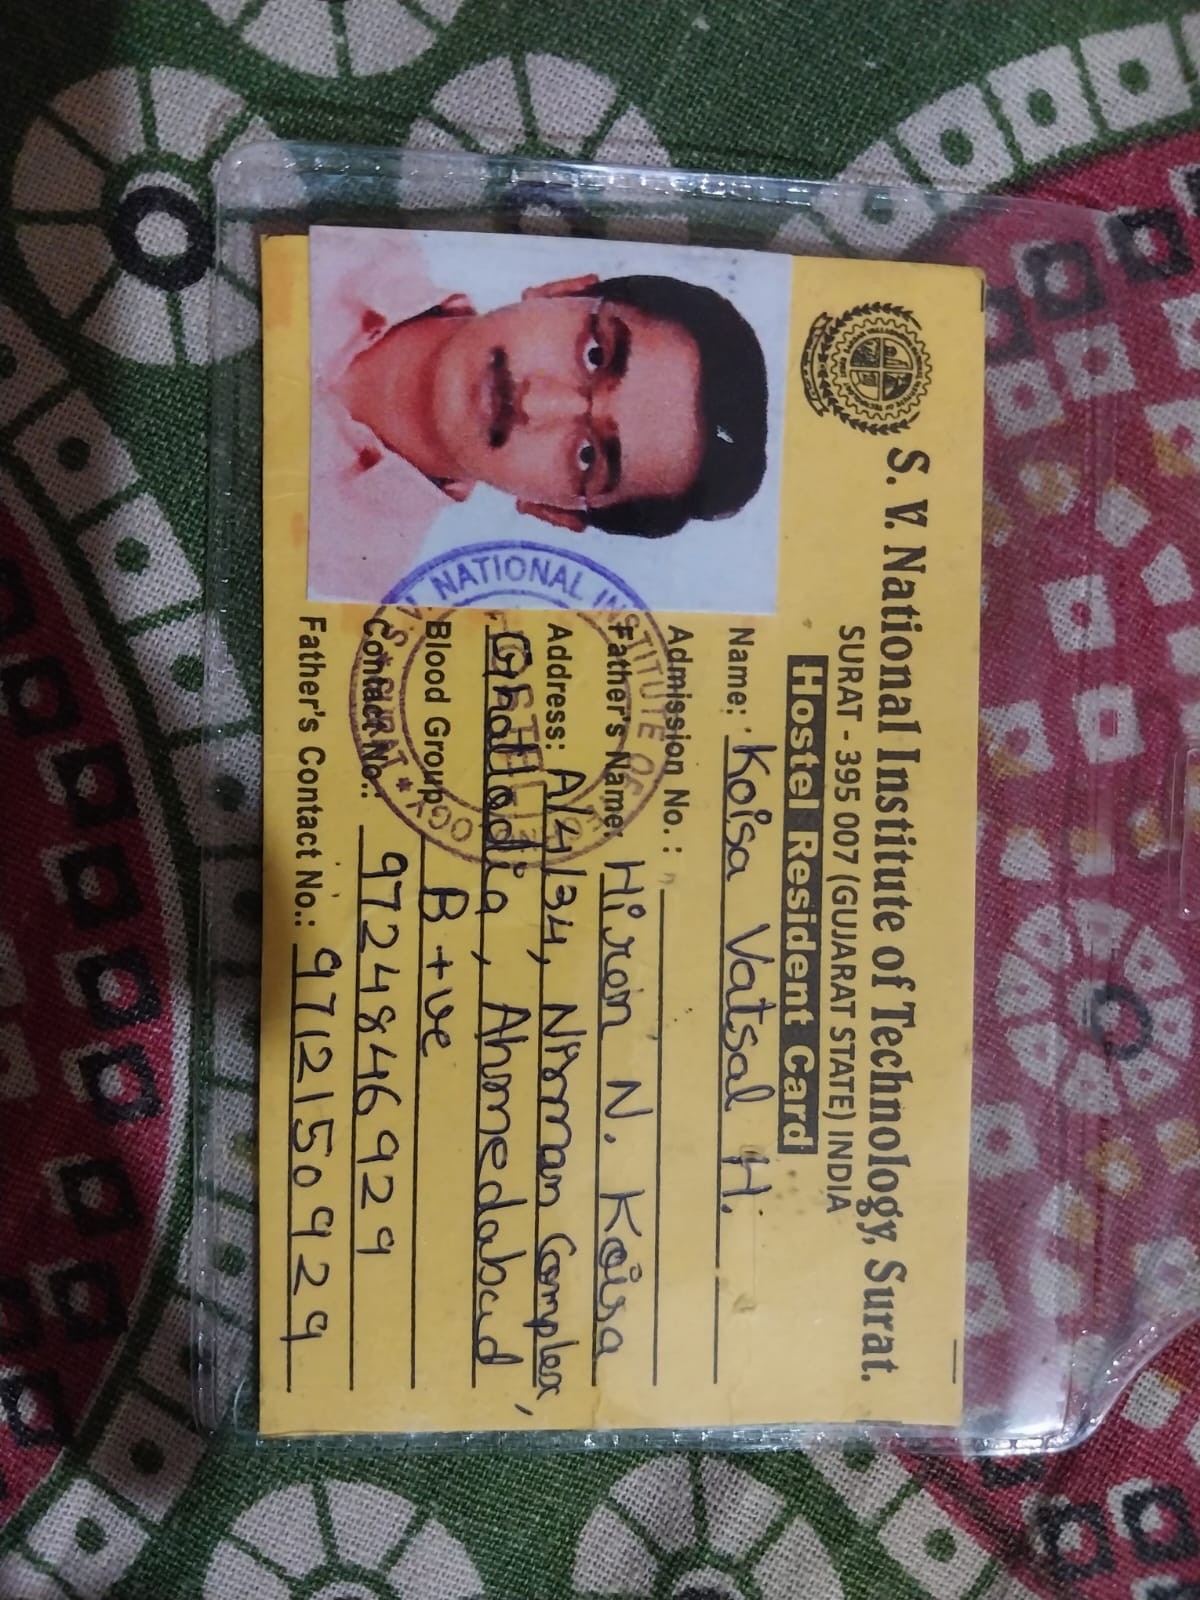 S. V. National Institute of Technology, Surat.
SURAT - 395 007 (GUJARAT STATE) INDIA
Hostel Resident Card
Name: Koisa Vatsal H.
Admission No. :
Father's Name: Hiren N. Koisa
Address: A/4/34, Nirman Complex,
Ghatlodia, Ahmedabad
Blood Group B +ve
Contact No.: 9724846929
Father's Contact No.: 9712150929
S. V. NATIONAL INSTITUTE OF TECHNOLOGY * SURAT *